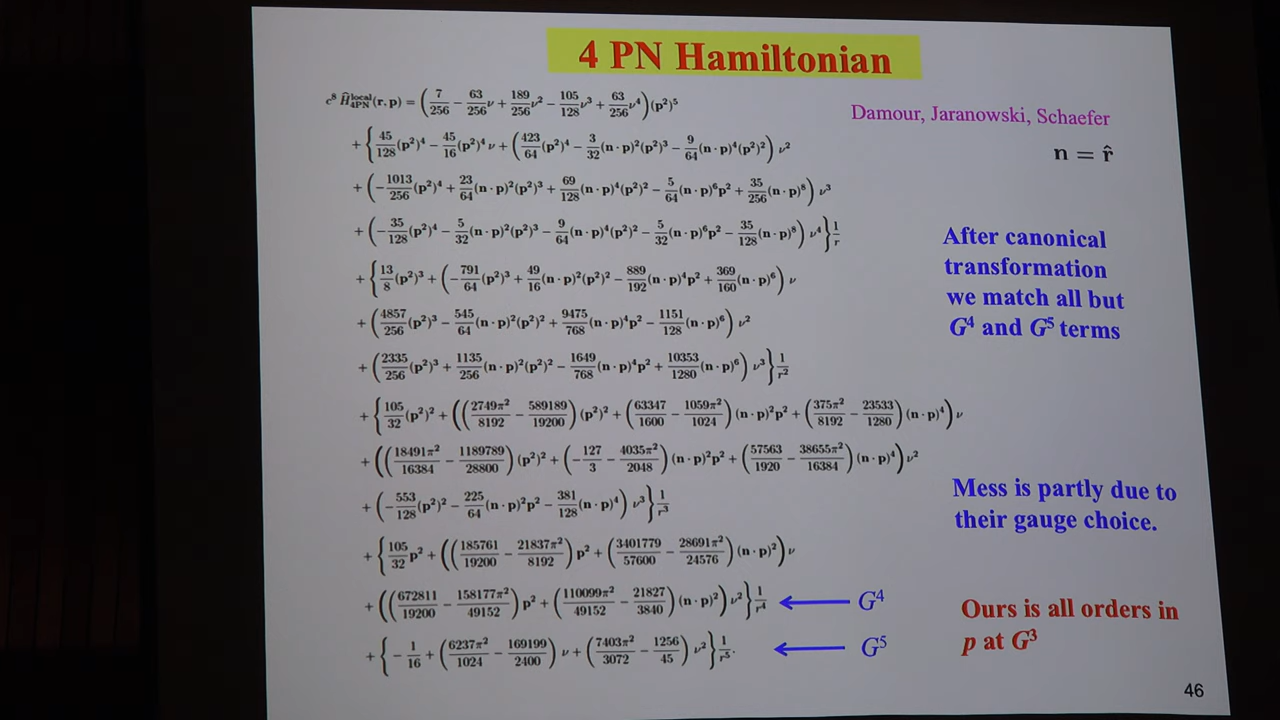 4 PN Hamiltonian
c⁸ Ĥ^local_4PN(r, p) = (7/256 − 63/256 ν + 189/256 ν² − 105/128 ν³ + 63/256 ν⁴)(p²)⁵
Damour, Jaranowski, Schaefer
+ {45/128 (p²)⁴ − 45/16 (p²)⁴ ν + (423/64 (p²)⁴ − 3/32 (n · p)²(p²)³ − 9/64 (n · p)⁴(p²)²) ν²
n = r̂
+ (−1013/256 (p²)⁴ + 23/64 (n · p)²(p²)³ + 69/128 (n · p)⁴(p²)² − 5/64 (n · p)⁶p² + 35/256 (n · p)⁸) ν³
+ (−35/128 (p²)⁴ − 5/32 (n · p)²(p²)³ − 9/64 (n · p)⁴(p²)² − 5/32 (n · p)⁶p² − 35/128 (n · p)⁸) ν⁴} 1/r
+ {13/8 (p²)³ + (−791/64 (p²)³ + 49/16 (n · p)²(p²)² − 889/192 (n · p)⁴p² + 369/160 (n · p)⁶) ν
+ (4857/256 (p²)³ − 545/64 (n · p)²(p²)² + 9475/768 (n · p)⁴p² − 1151/128 (n · p)⁶) ν²
+ (2335/256 (p²)³ + 1135/256 (n · p)²(p²)² − 1649/768 (n · p)⁴p² + 10353/1280 (n · p)⁶) ν³} 1/r²
+ {105/32 (p²)² + ((2749π²/8192 − 589189/19200)(p²)² + (63347/1600 − 1059π²/1024)(n · p)²p² + (375π²/8192 − 23533/1280)(n · p)⁴) ν
+ ((18491π²/16384 − 1189789/28800)(p²)² + (−127/3 − 4035π²/2048)(n · p)²p² + (57563/1920 − 38655π²/16384)(n · p)⁴) ν²
+ (−553/128 (p²)² − 225/64 (n · p)²p² − 381/128 (n · p)⁴) ν³} 1/r³
+ {105/32 p² + ((185761/19200 − 21837π²/8192) p² + (3401779/57600 − 28691π²/24576)(n · p)²) ν
+ ((672811/19200 − 158177π²/49152) p² + (110099π²/49152 − 21827/3840)(n · p)²) ν²} 1/r⁴
G⁴
+ {−1/16 + (6237π²/1024 − 169199/2400) ν + (7403π²/3072 − 1256/45) ν²} 1/r⁵.
G⁵
After canonical
transformation
we match all but
G⁴ and G⁵ terms
Mess is partly due to
their gauge choice.
Ours is all orders in
p at G³
46